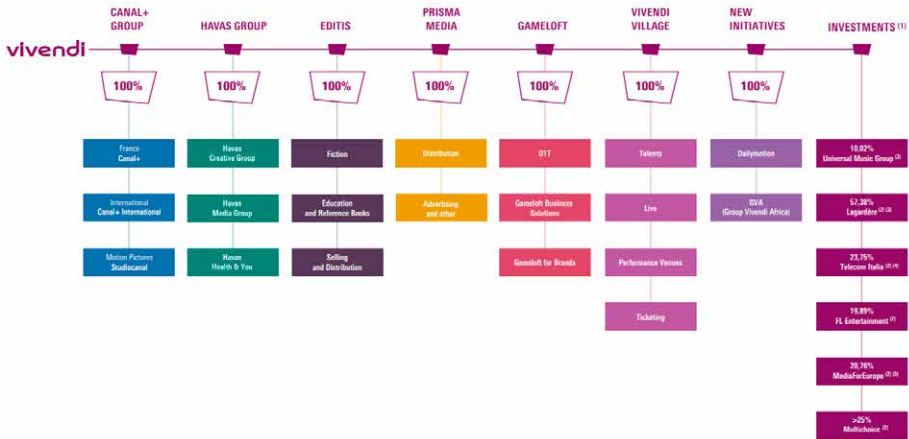 vivendi
CANAL+
GROUP
100%
France
Canal+
International
Canal+ International
Motion Pictures
Studiocanal
HAVAS GROUP
100%
Havas
Creative Group
Havas
Media Group
Havas
Health & You
EDITIS
100%
Fiction
Education
and Reference Books
Selling
and Distribution
PRISMA
MEDIA
100%
Distribution
Advertising
and other
GAMELOFT
100%
OTT
Gameloft Business
Solutions
Gameloft for Brands
VIVENDI
VILLAGE
100%
Talents
Live
Performance Venues
Ticketing
NEW
INITIATIVES
100%
Dailymotion
GVA
(Group Vivendi Africa)
INVESTMENTS (1)
10,02%
Universal Music Group (2)
57.38%
Lagardère (2) (3)
23,75%
Telecom Italia (2) (4)
19,89%
FL Entertainment (2)
20,76%
MediaForEurope (2) (5)
>25%
Multichoice (2)